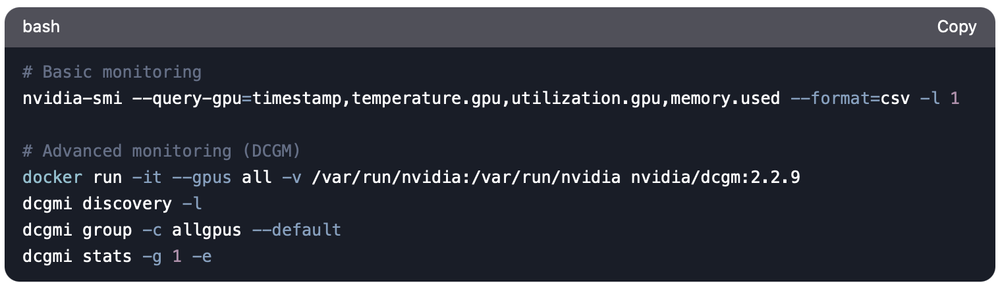 bash
Copy
# Basic monitoring
nvidia-smi --query-gpu=timestamp,temperature.gpu,utilization.gpu,memory.used --format=csv -l 1
# Advanced monitoring (DCGM)
docker run -it --gpus all -v /var/run/nvidia:/var/run/nvidia nvidia/dcgm:2.2.9
dcgmi discovery -l
dcgmi group -c allgpus --default
dcgmi stats -g 1 -e